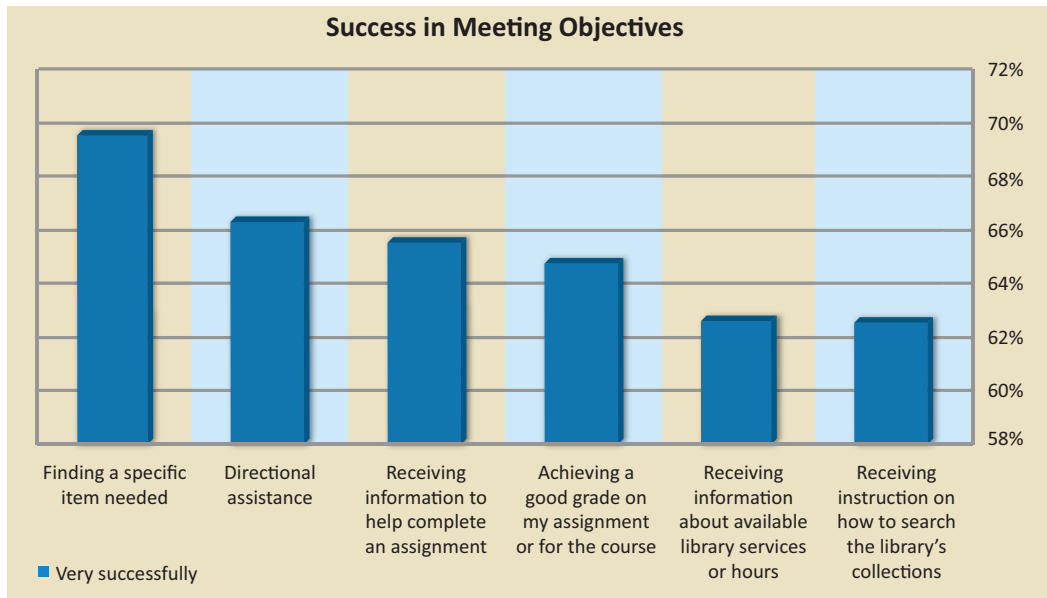 Success in Meeting Objectives
72%
70%
68%
66%
64%
62%
60%
58%
Finding a specific
item needed
Directional
assistance
Receiving
information to
help complete
an assignment
Achieving a
good grade on
my assignment
or for the course
Receiving
information
about available
library services
or hours
Receiving
instruction on
how to search
the library’s
collections
Very successfully